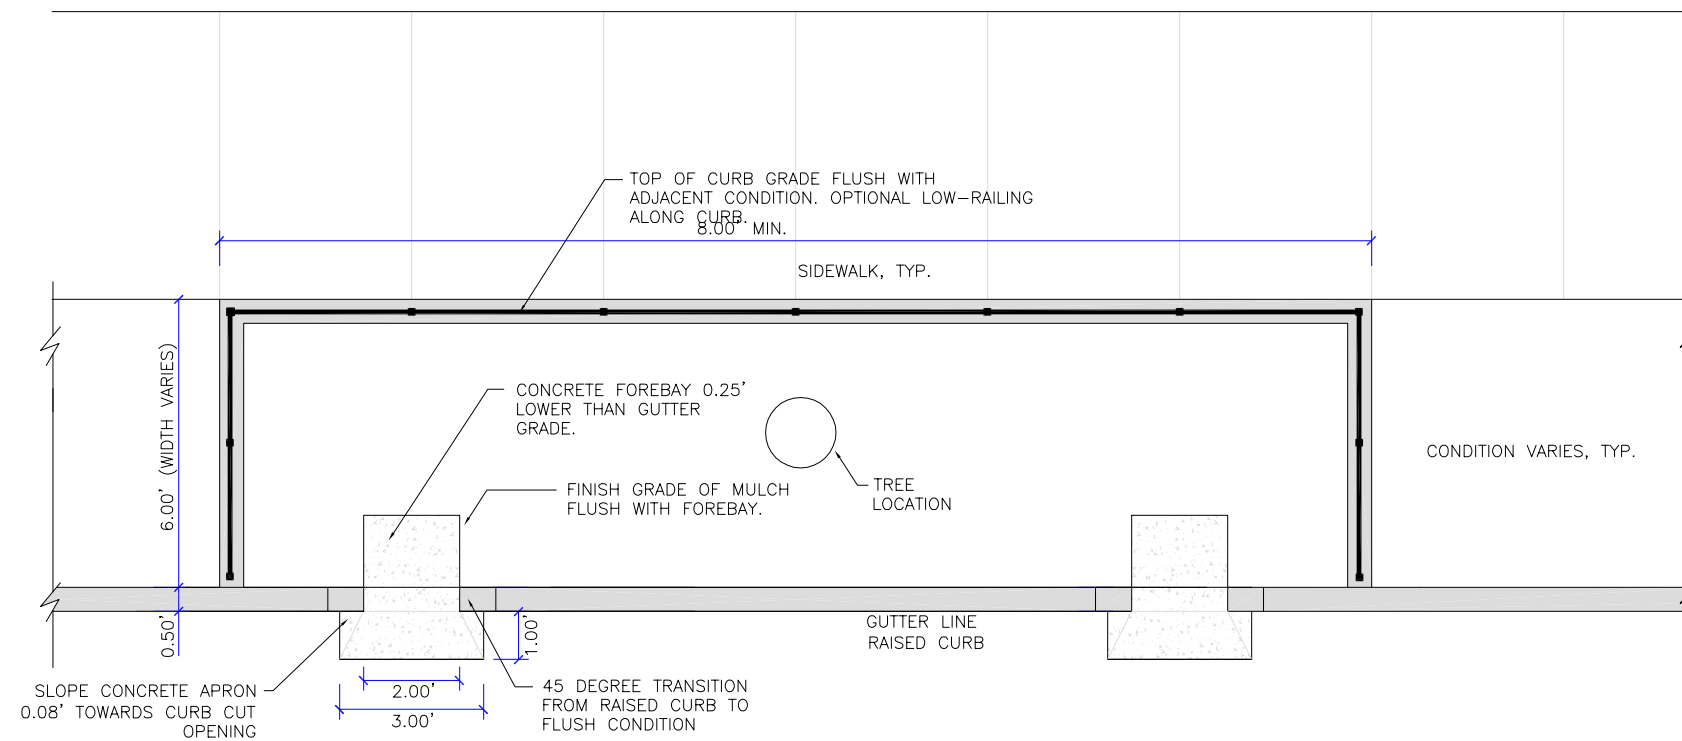 TOP OF CURB GRADE FLUSH WITH
ADJACENT CONDITION. OPTIONAL LOW-RAILING
ALONG CURB.
8.00' MIN.
SIDEWALK, TYP.
6.00' (WIDTH VARIES)
CONCRETE FOREBAY 0.25'
LOWER THAN GUTTER
GRADE.
CONDITION VARIES, TYP.
FINISH GRADE OF MULCH
FLUSH WITH FOREBAY.
TREE
LOCATION
0.50'
1.00'
GUTTER LINE
RAISED CURB
SLOPE CONCRETE APRON
0.08' TOWARDS CURB CUT
OPENING
2.00'
3.00'
45 DEGREE TRANSITION
FROM RAISED CURB TO
FLUSH CONDITION